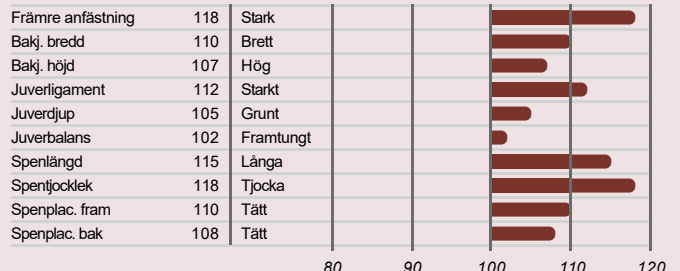 Främre anfästning 118 Stark
Bakj. bredd 110 Brett
Bakj. höjd 107 Hög
Juverligament 112 Starkt
Juverdjup 105 Grunt
Juverbalans 102 Framtungt
Spenlängd 115 Långa
Spentjocklek 118 Tjocka
Spenplac. fram 110 Tätt
Spenplac. bak 108 Tätt
80 90 100 110 120